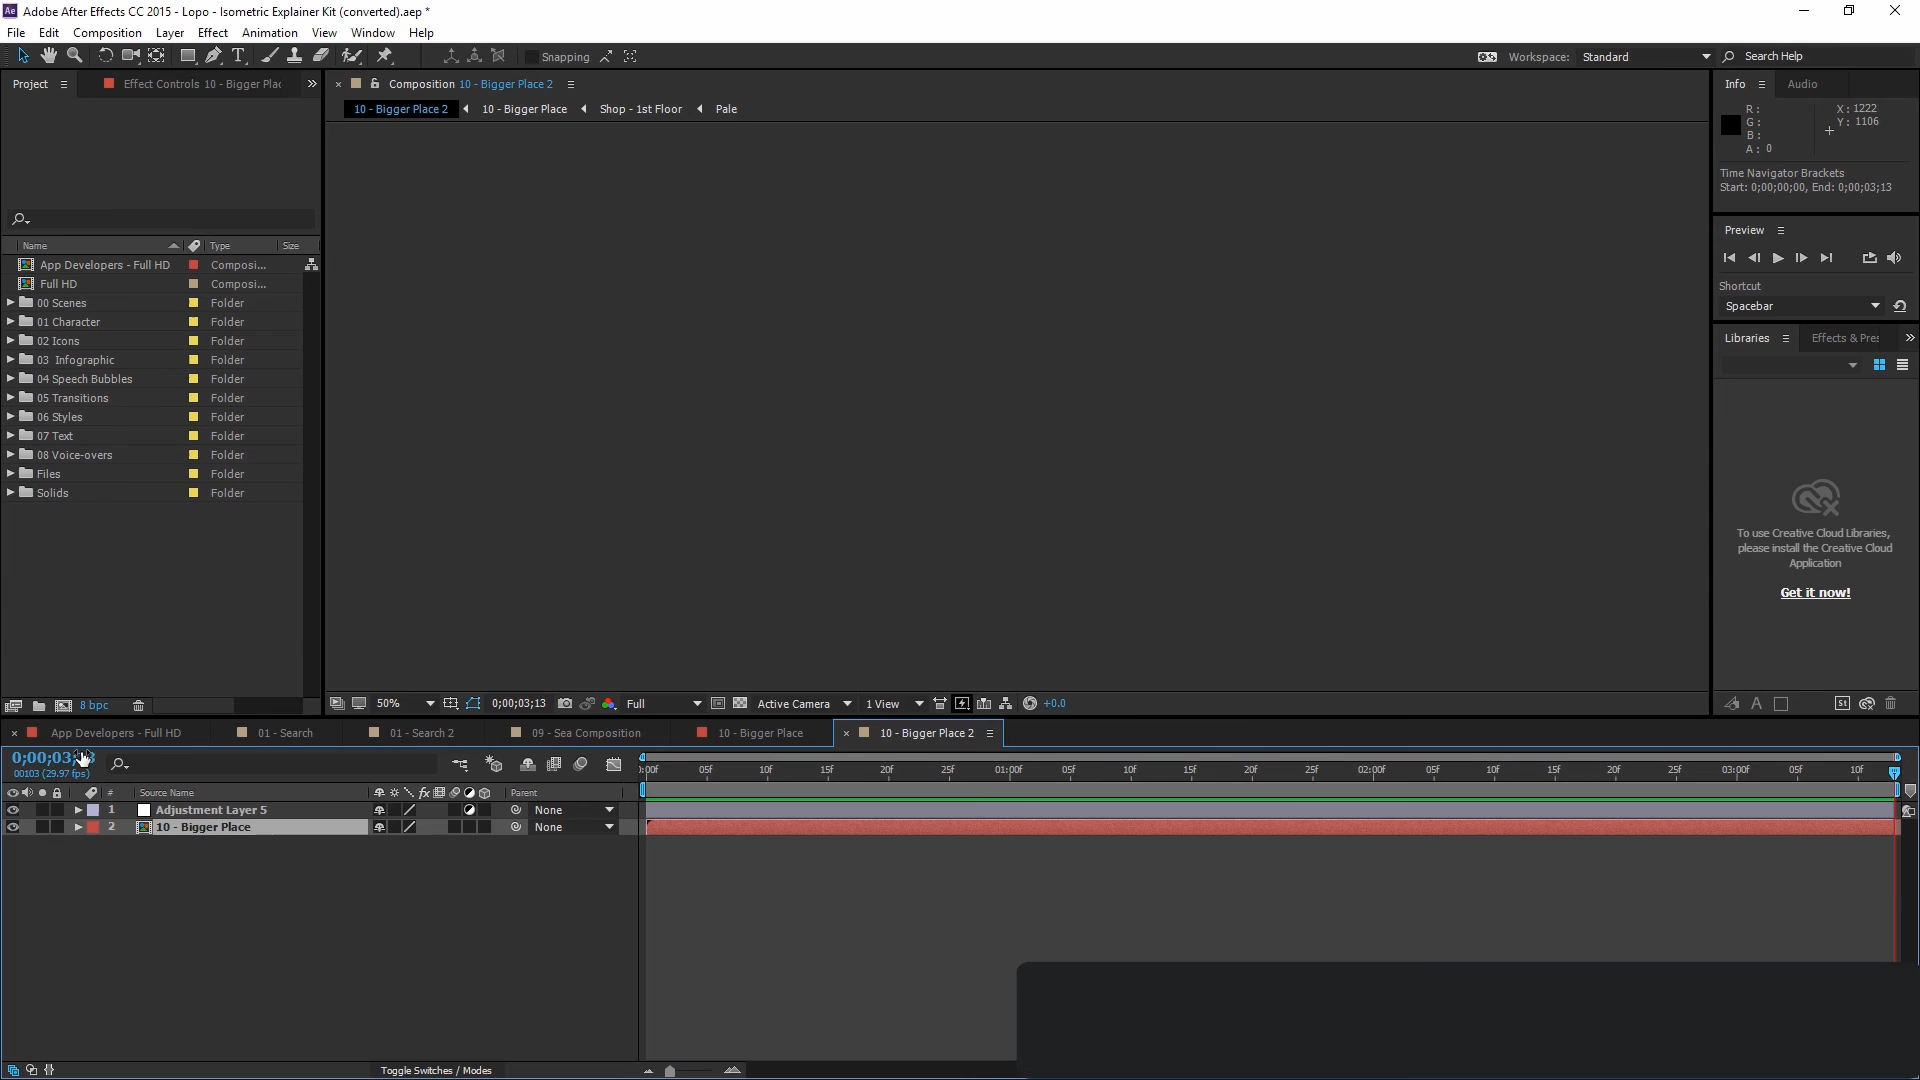 Adobe After Effects CC 2015 - Lopo - Isometric Explainer Kit (converted).aep *
File Edit Composition Layer Effect Animation View Window Help
Snapping Workspace: Standard Search Help
Project Effect Controls 10 - Bigger Plac
Composition 10 - Bigger Place 2
10 - Bigger Place 2 10 - Bigger Place Shop - 1st Floor Pale
Info Audio
R: X: 1222
G: Y: 1106
B:
A: 0
Time Navigator Brackets
Start: 0;00;00;00, End: 0;00;03;13
Preview
Shortcut
Spacebar
Libraries Effects & Pre
Name Type Size
App Developers - Full HD Composi...
Full HD Composi...
00 Scenes Folder
01 Character Folder
02 Icons Folder
03 Infographic Folder
04 Speech Bubbles Folder
05 Transitions Folder
06 Styles Folder
07 Text Folder
08 Voice-overs Folder
Files Folder
Solids Folder
To use Creative Cloud Libraries,
please install the Creative Cloud
Application
Get it now!
8 bpc
50% 0;00;03;13 Full Active Camera 1 View +0.0
App Developers - Full HD 01 - Search 01 - Search 2 09 - Sea Composition 10 - Bigger Place 10 - Bigger Place 2
00103 (29.97 fps)
:00f 05f 10f 15f 20f 25f 01:00f 05f 10f 15f 20f 25f 02:00f 05f 10f 15f 20f 25f 03:00f 05f 10f
# Source Name Parent
1 Adjustment Layer 5 None
2 10 - Bigger Place None
Toggle Switches / Modes